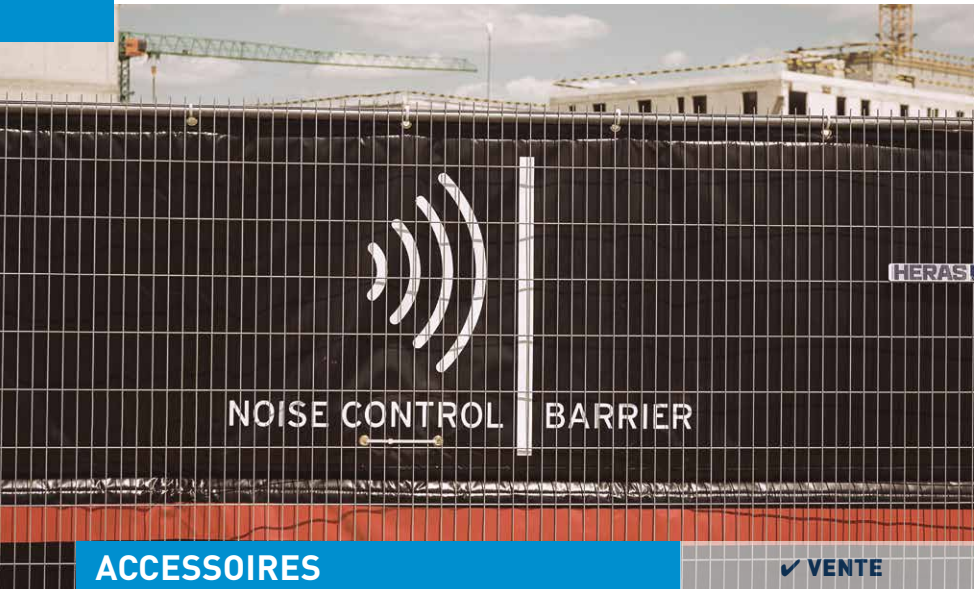 HERAS
NOISE CONTROL BARRIER
ACCESSOIRES
✔ VENTE